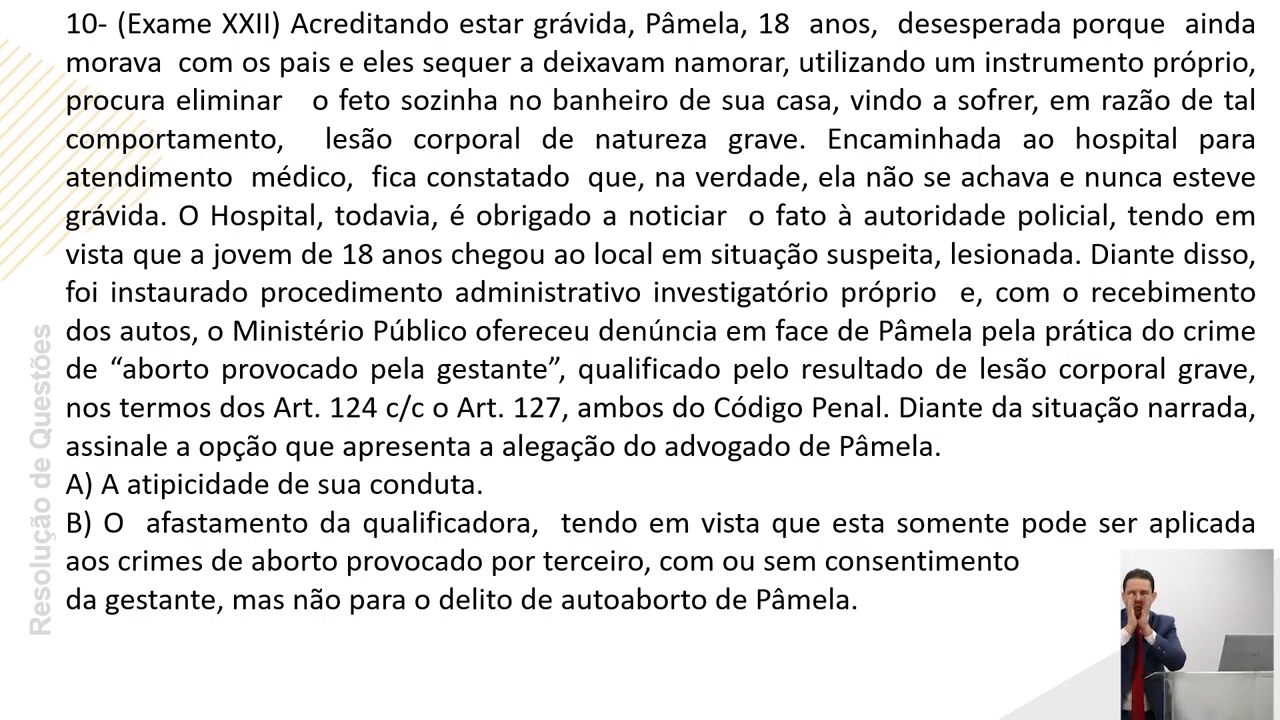 10- (Exame XXII) Acreditando estar grávida, Pâmela, 18 anos, desesperada porque ainda
morava com os pais e eles sequer a deixavam namorar, utilizando um instrumento próprio,
procura eliminar o feto sozinha no banheiro de sua casa, vindo a sofrer, em razão de tal
comportamento, lesão corporal de natureza grave. Encaminhada ao hospital para
atendimento médico, fica constatado que, na verdade, ela não se achava e nunca esteve
grávida. O Hospital, todavia, é obrigado a noticiar o fato à autoridade policial, tendo em
vista que a jovem de 18 anos chegou ao local em situação suspeita, lesionada. Diante disso,
foi instaurado procedimento administrativo investigatório próprio e, com o recebimento
dos autos, o Ministério Público ofereceu denúncia em face de Pâmela pela prática do crime
de “aborto provocado pela gestante”, qualificado pelo resultado de lesão corporal grave,
nos termos dos Art. 124 c/c o Art. 127, ambos do Código Penal. Diante da situação narrada,
assinale a opção que apresenta a alegação do advogado de Pâmela.
A) A atipicidade de sua conduta.
B) O afastamento da qualificadora, tendo em vista que esta somente pode ser aplicada
aos crimes de aborto provocado por terceiro, com ou sem consentimento
da gestante, mas não para o delito de autoaborto de Pâmela.
Resolução de Questões